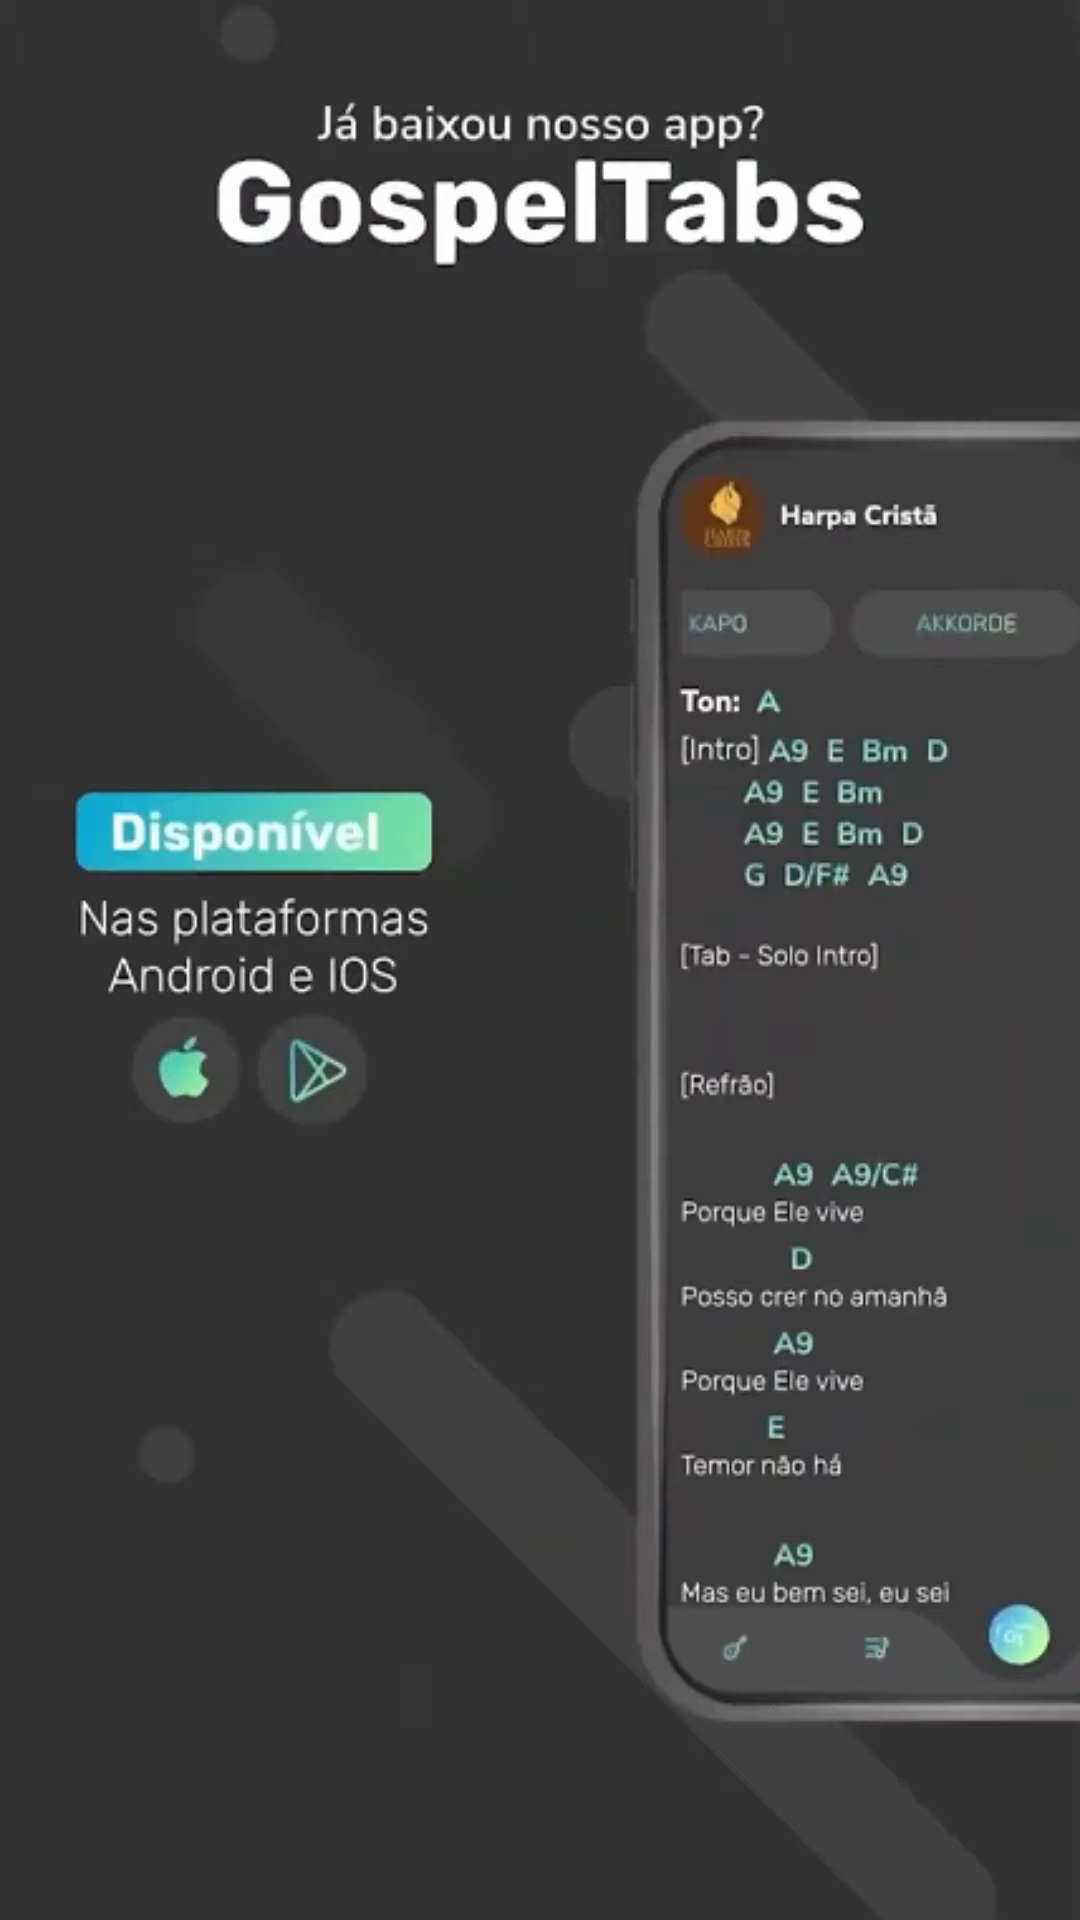 Já baixou nosso app?
GospelTabs
Harpa Cristã
KAPO AKKORDE
Ton: A
[Intro] A9 E Bm D
A9 E Bm
A9 E Bm D
G D/F# A9
[Tab - Solo Intro]
[Refrão]
A9 A9/C#
Porque Ele vive
D
Posso crer no amanhã
A9
Porque Ele vive
E
Temor não há
A9
Mas eu bem sei, eu sei
Disponível
Nas plataformas
Android e IOS